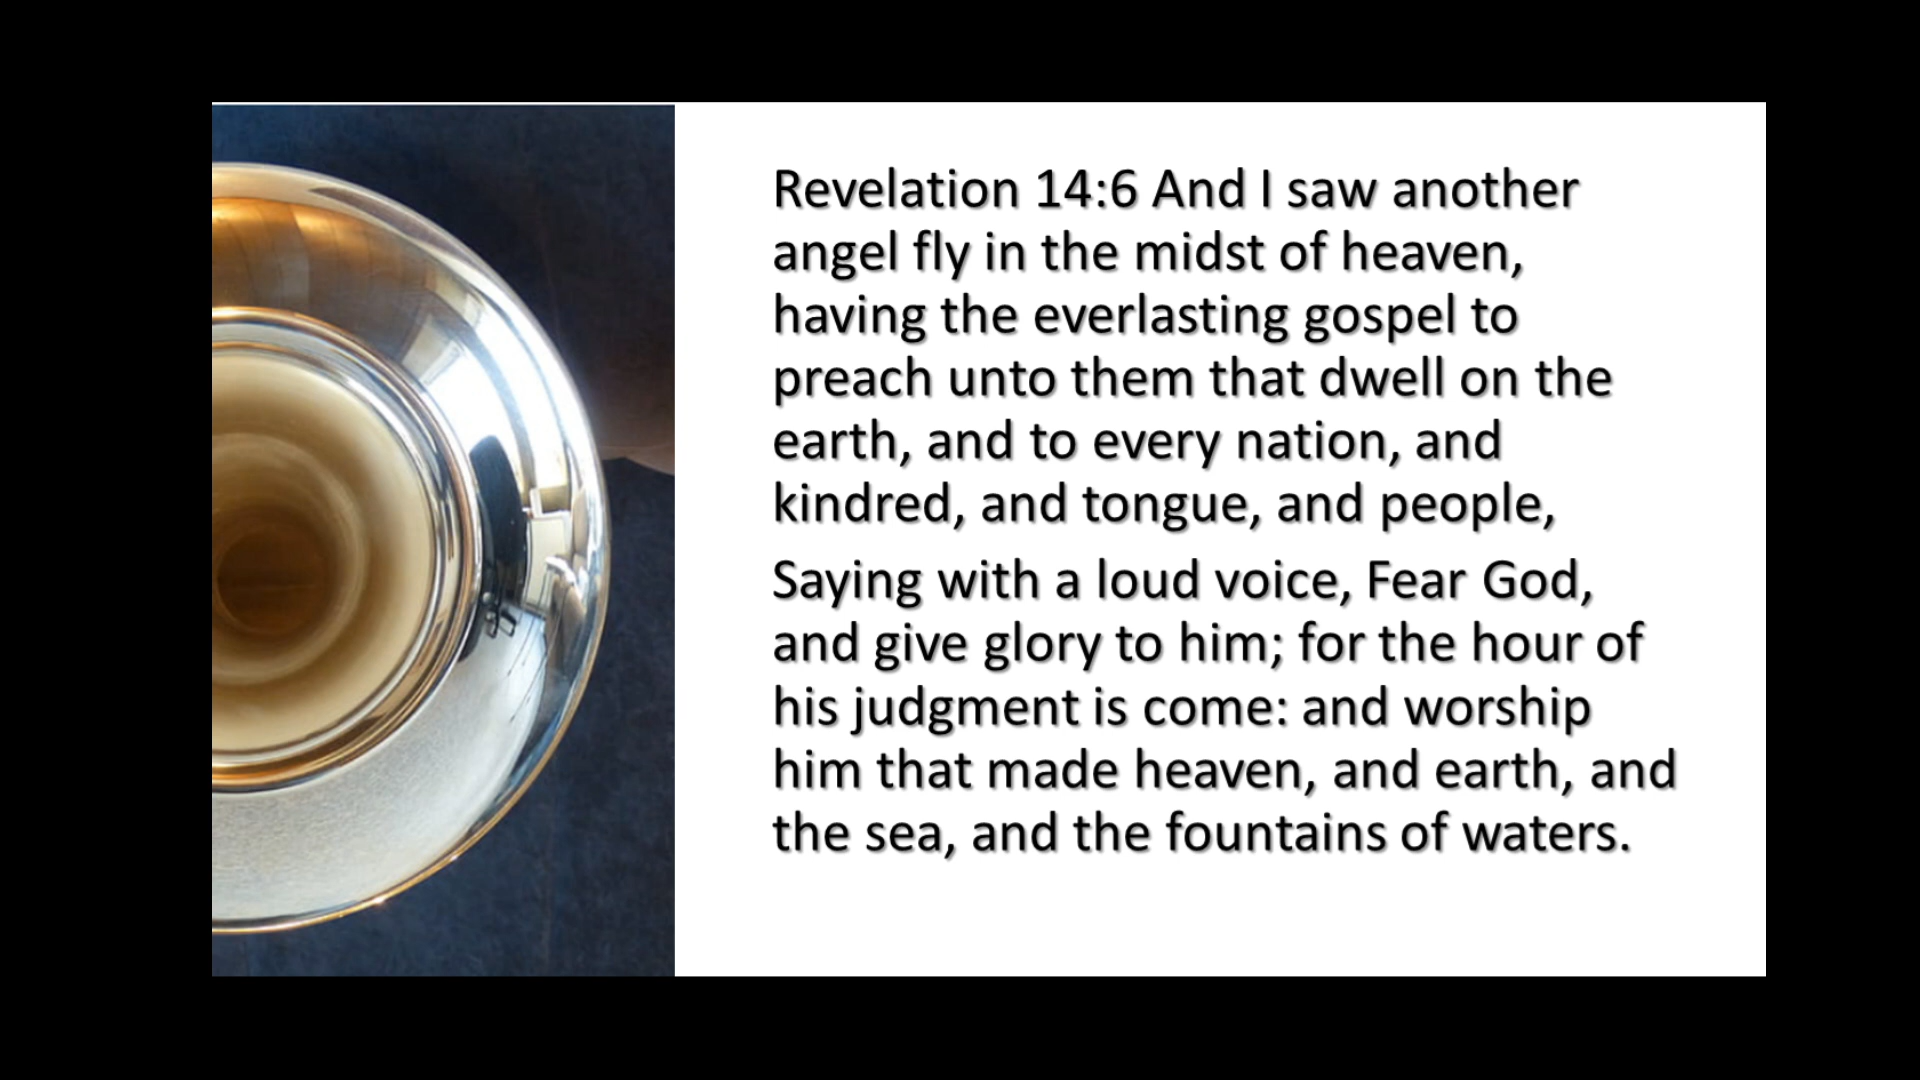 Revelation 14:6 And I saw another
angel fly in the midst of heaven,
having the everlasting gospel to
preach unto them that dwell on the
earth, and to every nation, and
kindred, and tongue, and people,
Saying with a loud voice, Fear God,
and give glory to him; for the hour of
his judgment is come: and worship
him that made heaven, and earth, and
the sea, and the fountains of waters.